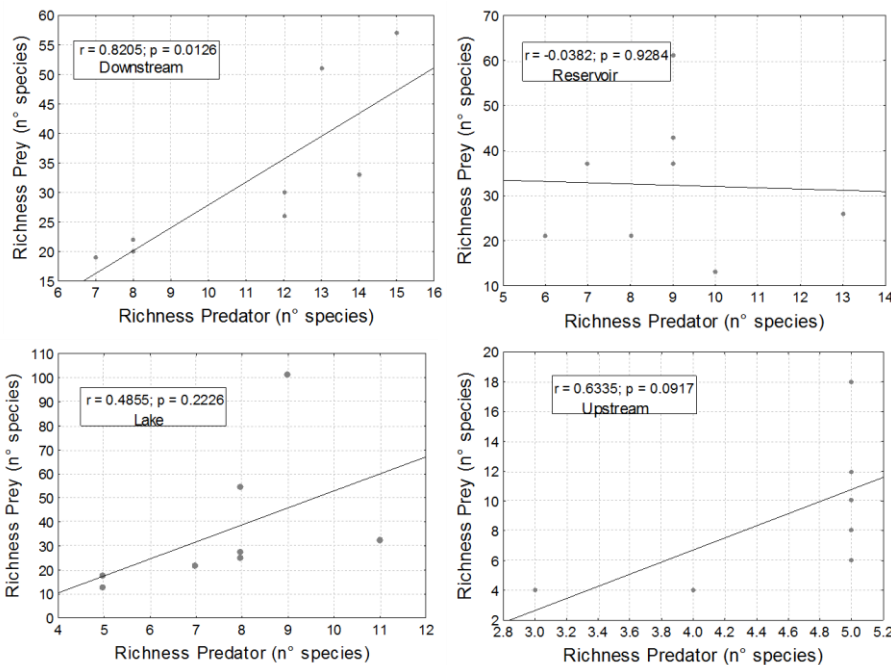 r = 0.8205; p = 0.0126
Downstream
Richness Prey (n° species)
60
55
50
45
40
35
30
25
20
15
6 7 8 9 10 11 12 13 14 15 16
Richness Predator (n° species)
r = -0.0382; p = 0.9284
Reservoir
Richness Prey (n° species)
70
60
50
40
30
20
10
5 6 7 8 9 10 11 12 13 14
Richness Predator (n° species)
r = 0.4855; p = 0.2226
Lake
Richness Prey (n° species)
110
100
90
80
70
60
50
40
30
20
10
0
4 5 6 7 8 9 10 11 12
Richness Predator (n° species)
r = 0.6335; p = 0.0917
Upstream
Richness Prey (n° species)
20
18
16
14
12
10
8
6
4
2
2.8 3.0 3.2 3.4 3.6 3.8 4.0 4.2 4.4 4.6 4.8 5.0 5.2
Richness Predator (n° species)